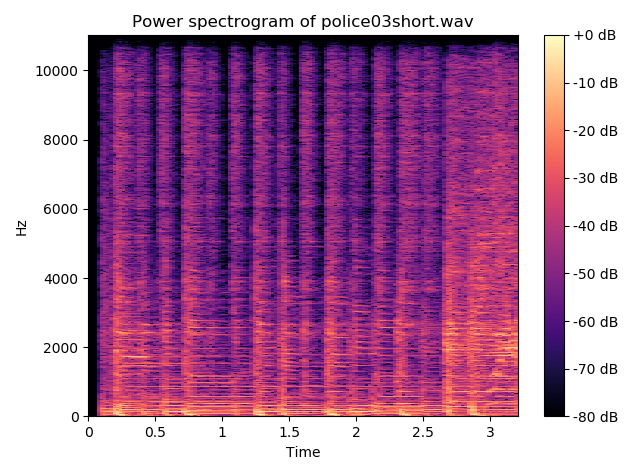 Power spectrogram of police03short.wav
10000
8000
6000
4000
2000
0
Hz
0
0.5
1
1.5
2
2.5
3
Time
+0 dB
-10 dB
-20 dB
-30 dB
-40 dB
-50 dB
-60 dB
-70 dB
-80 dB